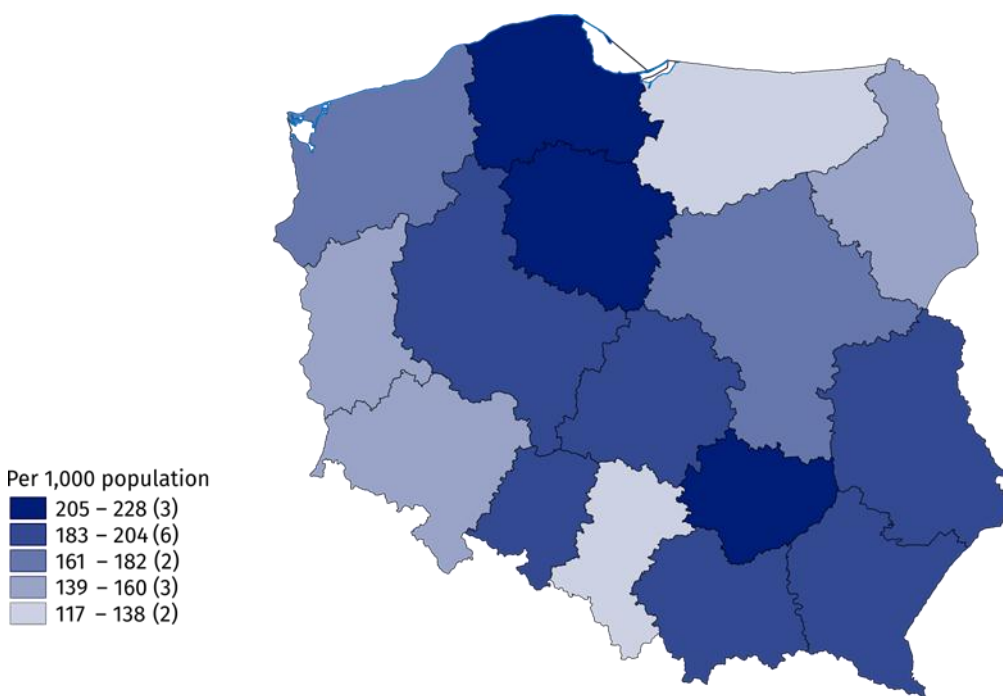 Per 1,000 population
205 – 228 (3)
183 – 204 (6)
161 – 182 (2)
139 – 160 (3)
117 – 138 (2)